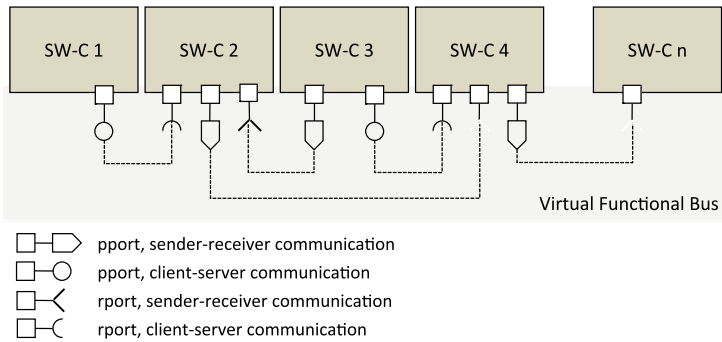 SW-C 1
SW-C 2
SW-C 3
SW-C 4
SW-C n
Virtual Functional Bus
pport, sender-receiver communication
pport, client-server communication
rport, sender-receiver communication
rport, client-server communication